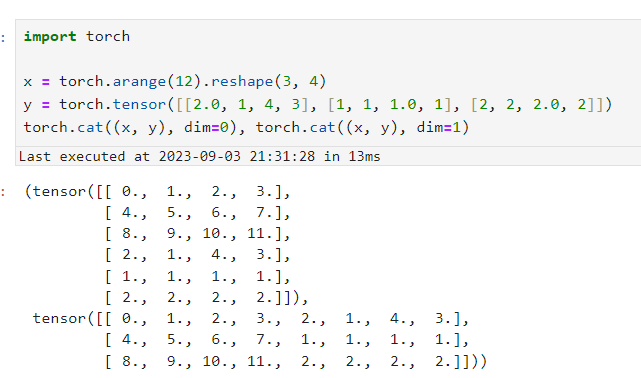 :
import torch
x = torch.arange(12).reshape(3, 4)
y = torch.tensor([[2.0, 1, 4, 3], [1, 1, 1.0, 1], [2, 2, 2.0, 2]])
torch.cat((x, y), dim=0), torch.cat((x, y), dim=1)
Last executed at 2023-09-03 21:31:28 in 13ms
: (tensor([[ 0.,  1.,  2.,  3.],
         [ 4.,  5.,  6.,  7.],
         [ 8.,  9., 10., 11.],
         [ 2.,  1.,  4.,  3.],
         [ 1.,  1.,  1.,  1.],
         [ 2.,  2.,  2.,  2.]]),
 tensor([[ 0.,  1.,  2.,  3.,  2.,  1.,  4.,  3.],
         [ 4.,  5.,  6.,  7.,  1.,  1.,  1.,  1.],
         [ 8.,  9., 10., 11.,  2.,  2.,  2.,  2.]]))